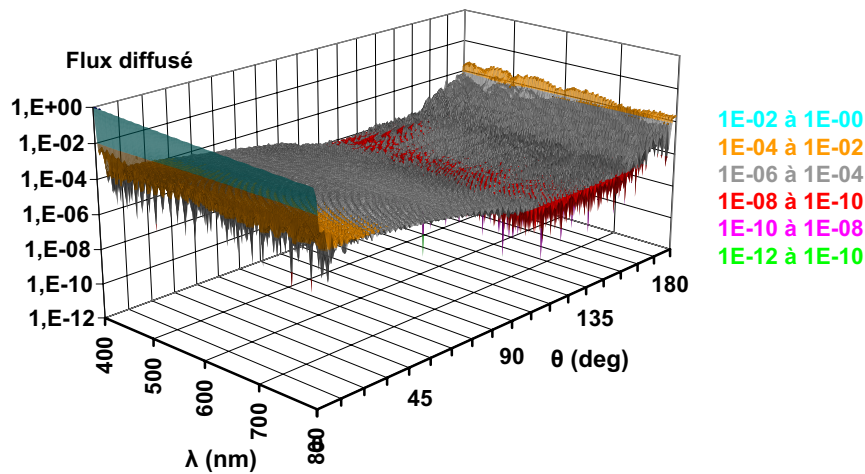 Flux diffusé
1,E+00
1,E-02
1,E-04
1,E-06
1,E-08
1,E-10
1,E-12
400
500
600
700
800
λ (nm)
0
45
90
135
180
θ (deg)
1E-02 à 1E-00
1E-04 à 1E-02
1E-06 à 1E-04
1E-08 à 1E-10
1E-10 à 1E-08
1E-12 à 1E-10